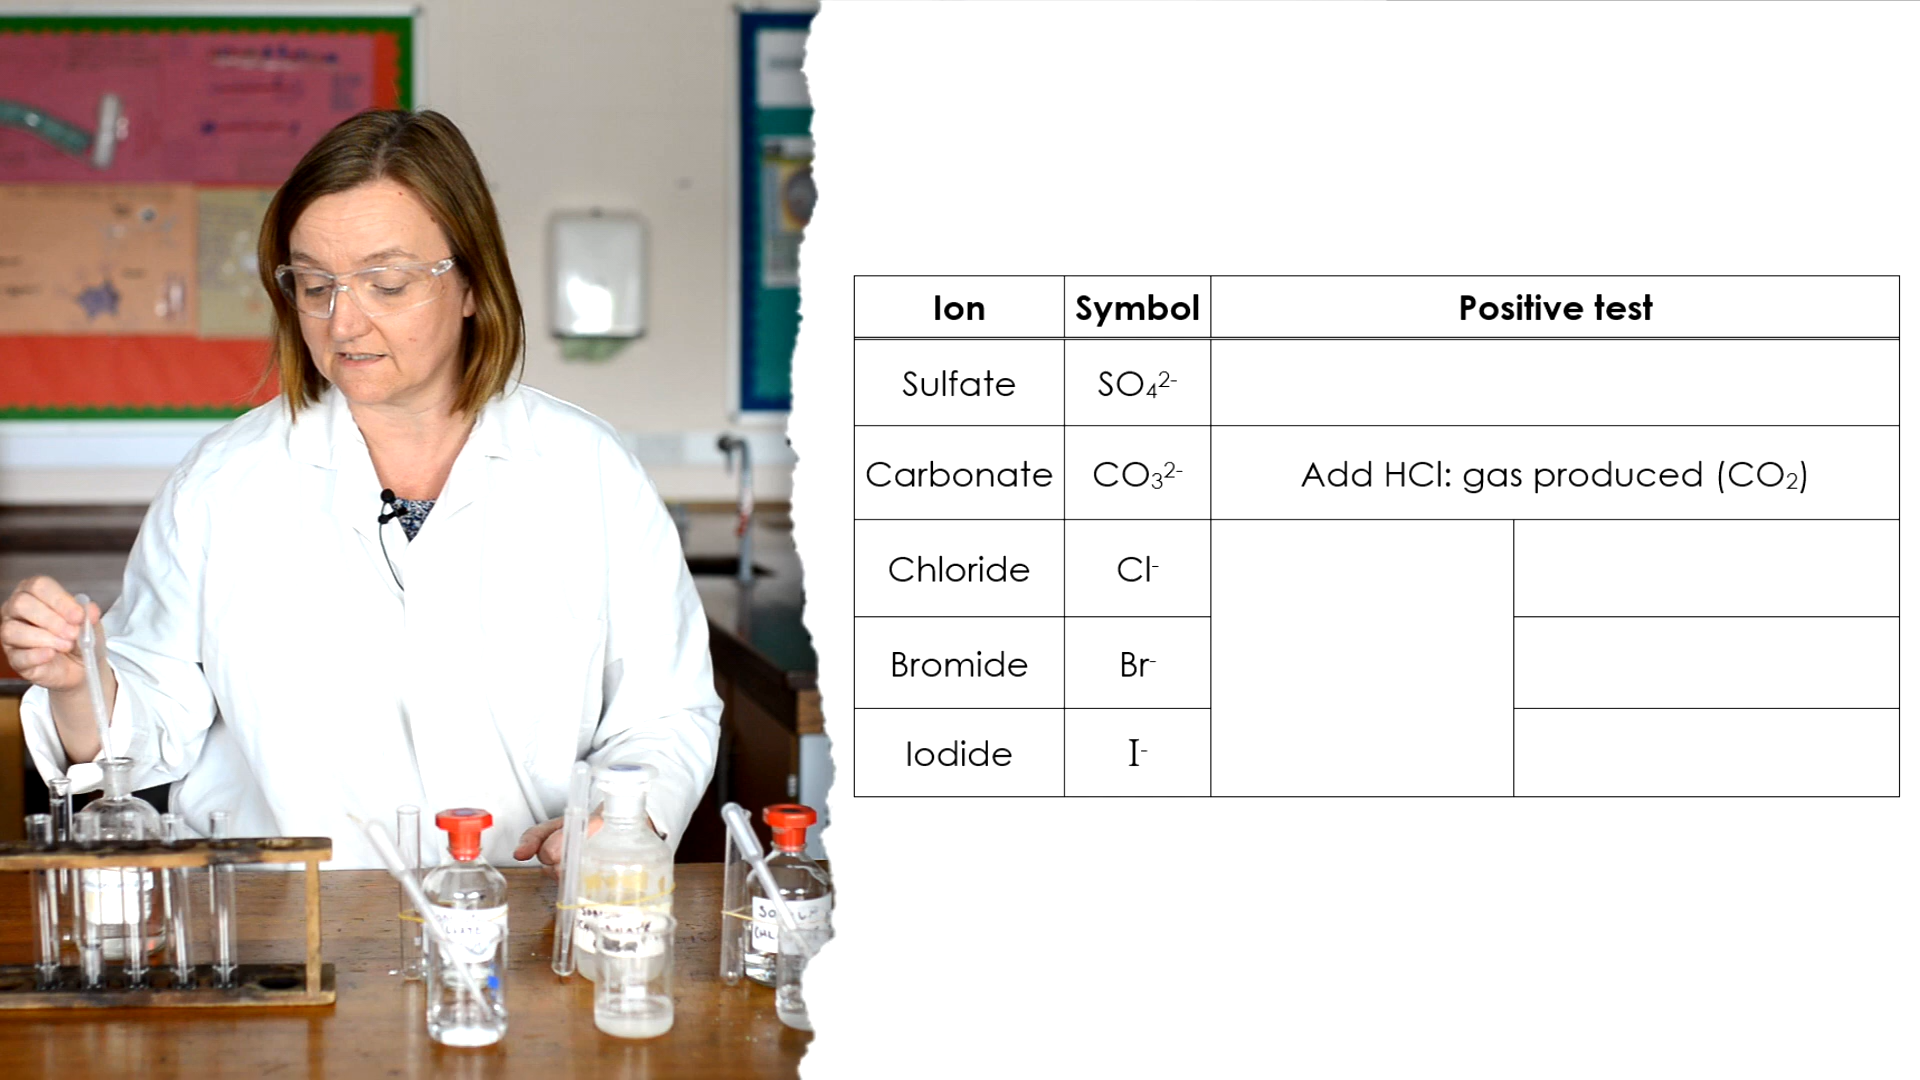 Ion Symbol Positive test
Sulfate SO₄²⁻
Carbonate CO₃²⁻ Add HCl: gas produced (CO₂)
Chloride Cl⁻
Bromide Br⁻
Iodide I⁻